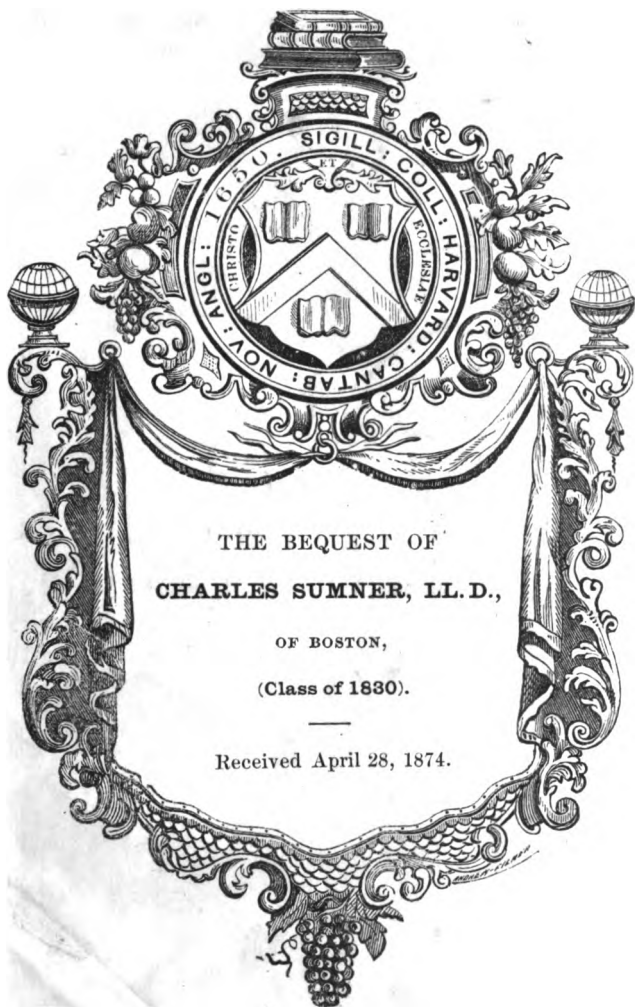 SIGILL: COLL: HARVARD: CANTAB: NOV: ANGL: 1650.
CHRISTO
ET
ECCLESIAE
THE BEQUEST OF
CHARLES SUMNER, LL.D.,
OF BOSTON,
(Class of 1830).
Received April 28, 1874.